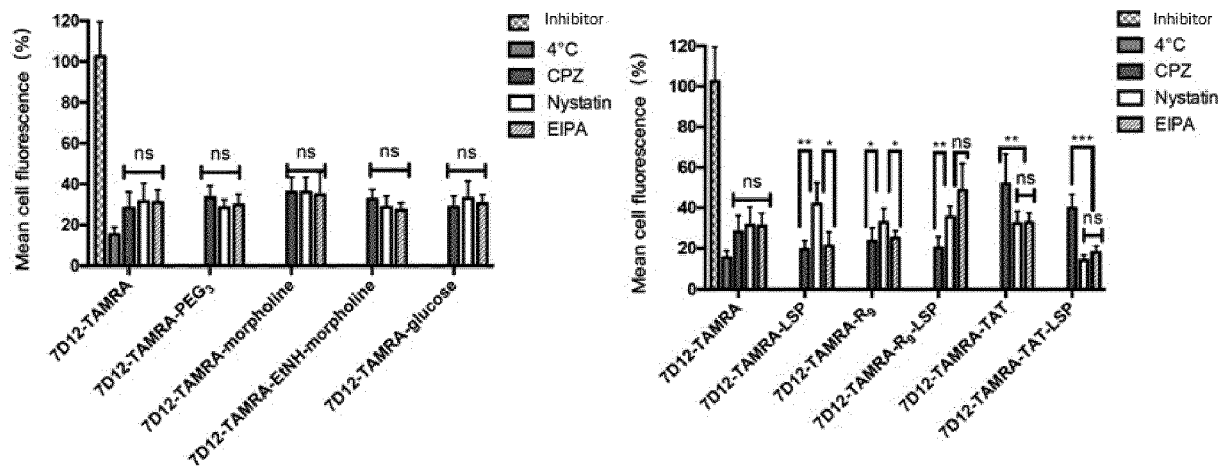 Mean cell fluorescence (%)
120
100
80
60
40
20
0
ns
ns
ns
ns
ns
7D12-TAMRA
7D12-TAMRA-PEG3
7D12-TAMRA-morpholine
7D12-TAMRA-EtNH-morpholine
7D12-TAMRA-glucose
Inhibitor
4°C
CPZ
Nystatin
EIPA
Mean cell fluorescence (%)
120
100
80
60
40
20
0
ns
**
*
*
*
**
ns
**
ns
***
ns
7D12-TAMRA
7D12-TAMRA-LSP
7D12-TAMRA-R9
7D12-TAMRA-R9-LSP
7D12-TAMRA-TAT
7D12-TAMRA-TAT-LSP
Inhibitor
4°C
CPZ
Nystatin
EIPA